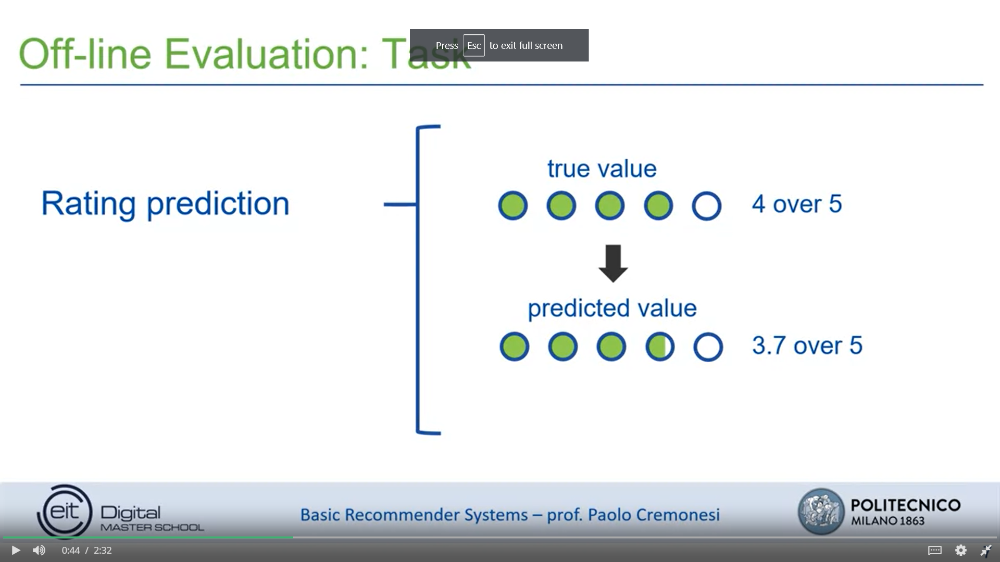 Off-line Evaluation: Task
Press Esc to exit full screen
Rating prediction
true value
4 over 5
predicted value
3.7 over 5
eit Digital
MASTER SCHOOL
Basic Recommender Systems – prof. Paolo Cremonesi
POLITECNICO
MILANO 1863
0:44 / 2:32